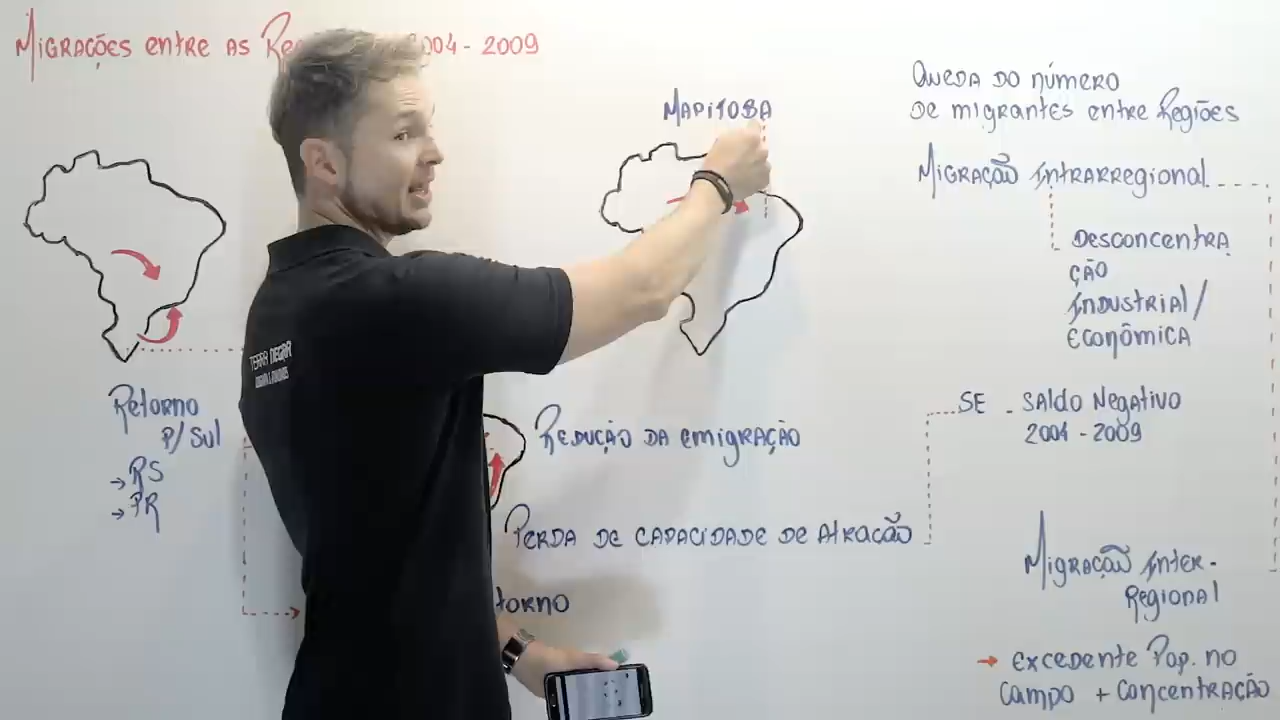 Migrações entre as Re 2004 - 2009
MAPITOBA
Queda do número
de migrantes entre Regiões
Migração Intrarregional
Desconcentra
ção
Industrial/
Econômica
Retorno
p/ Sul
→ RS
→ PR
Redução da emigração
SE - Saldo Negativo
2004 - 2009
Perda de capacidade de Atração
torno
Migração Inter-
Regional
→ Excedente Pop. no
Campo + Concentração
TERRA NEGRA